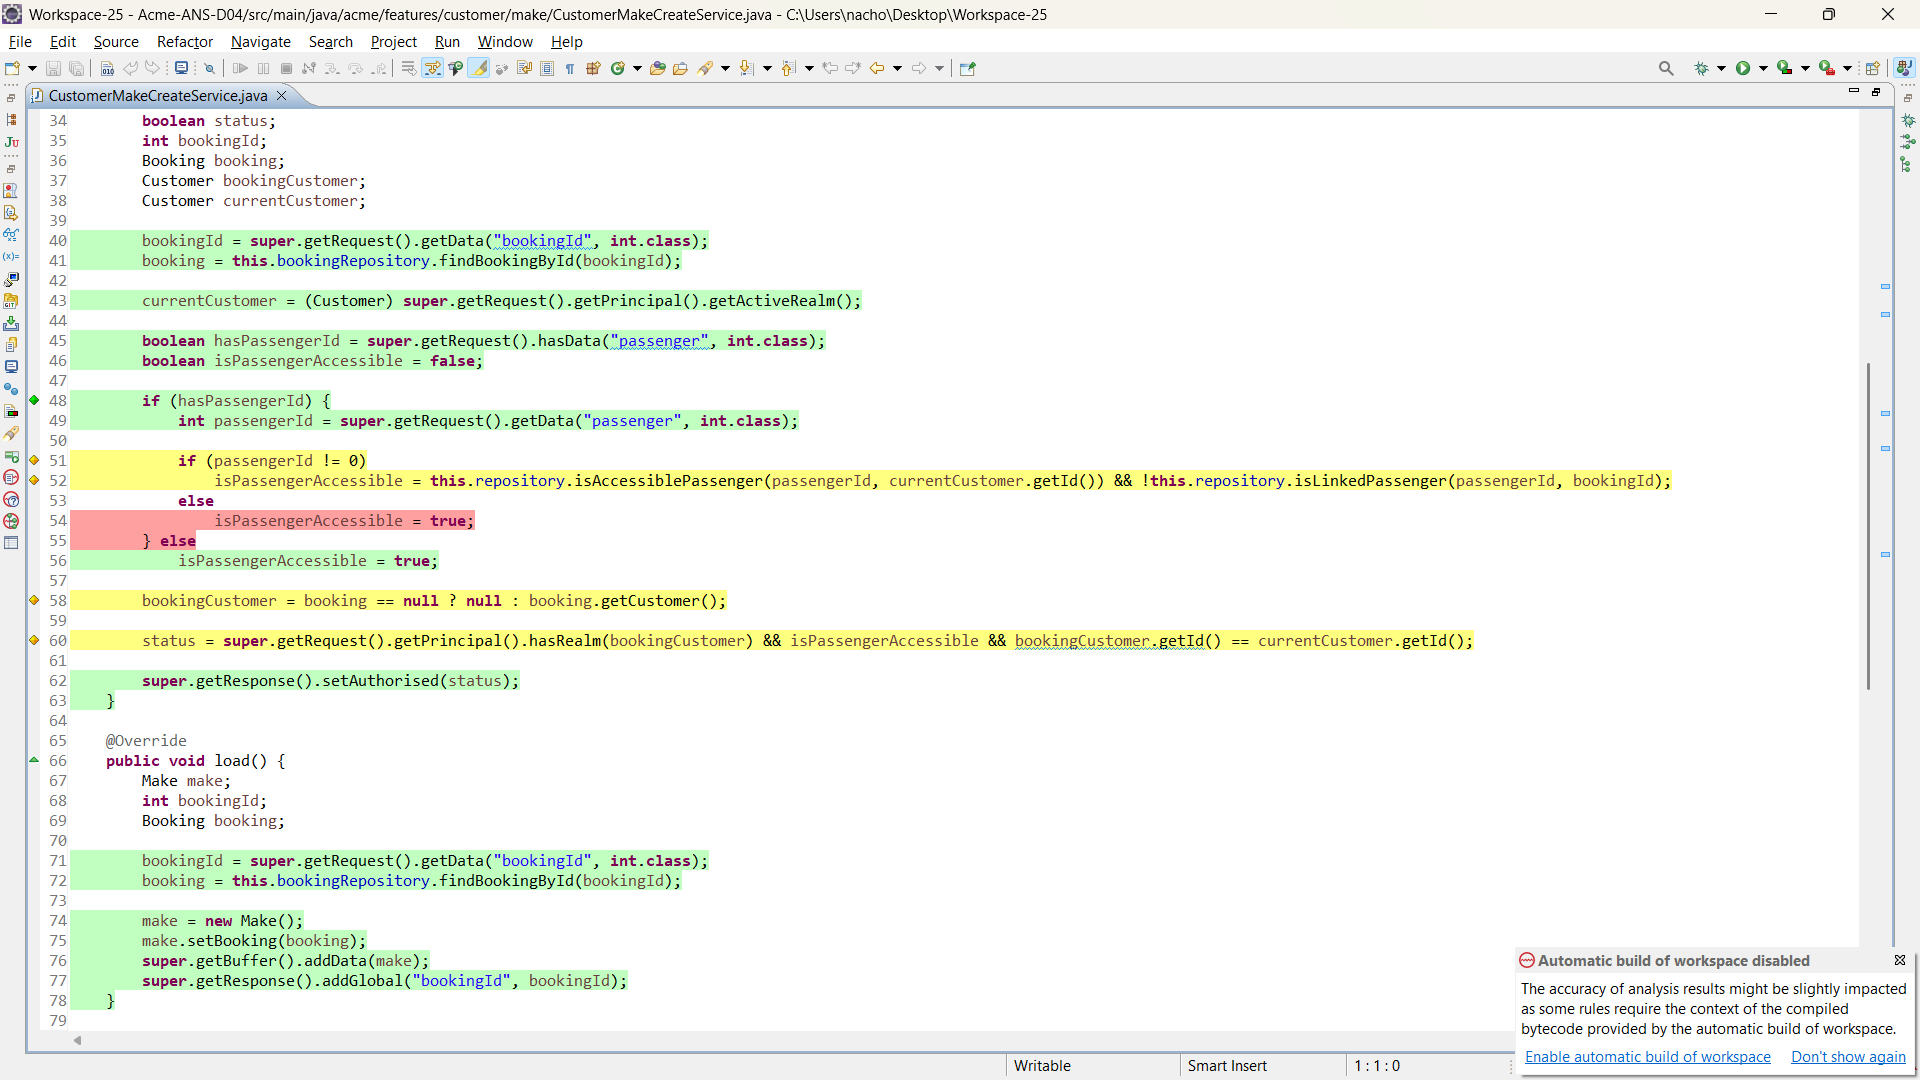 Workspace-25 - Acme-ANS-D04/src/main/java/acme/features/customer/make/CustomerMakeCreateService.java - C:\Users\nacho\Desktop\Workspace-25
File Edit Source Refactor Navigate Search Project Run Window Help
CustomerMakeCreateService.java
34 boolean status;
35 int bookingId;
36 Booking booking;
37 Customer bookingCustomer;
38 Customer currentCustomer;
39
40 bookingId = super.getRequest().getData("bookingId", int.class);
41 booking = this.bookingRepository.findBookingById(bookingId);
42
43 currentCustomer = (Customer) super.getRequest().getPrincipal().getActiveRealm();
44
45 boolean hasPassengerId = super.getRequest().hasData("passenger", int.class);
46 boolean isPassengerAccessible = false;
47
48 if (hasPassengerId) {
49 int passengerId = super.getRequest().getData("passenger", int.class);
50
51 if (passengerId != 0)
52 isPassengerAccessible = this.repository.isAccessiblePassenger(passengerId, currentCustomer.getId()) && !this.repository.isLinkedPassenger(passengerId, bookingId);
53 else
54 isPassengerAccessible = true;
55 } else
56 isPassengerAccessible = true;
57
58 bookingCustomer = booking == null ? null : booking.getCustomer();
59
60 status = super.getRequest().getPrincipal().hasRealm(bookingCustomer) && isPassengerAccessible && bookingCustomer.getId() == currentCustomer.getId();
61
62 super.getResponse().setAuthorised(status);
63 }
64
65 @Override
66 public void load() {
67 Make make;
68 int bookingId;
69 Booking booking;
70
71 bookingId = super.getRequest().getData("bookingId", int.class);
72 booking = this.bookingRepository.findBookingById(bookingId);
73
74 make = new Make();
75 make.setBooking(booking);
76 super.getBuffer().addData(make);
77 super.getResponse().addGlobal("bookingId", bookingId);
78 }
79
Automatic build of workspace disabled
The accuracy of analysis results might be slightly impacted
as some rules require the context of the compiled
bytecode provided by the automatic build of workspace.
Enable automatic build of workspace Don't show again
Writable Smart Insert 1 : 1 : 0